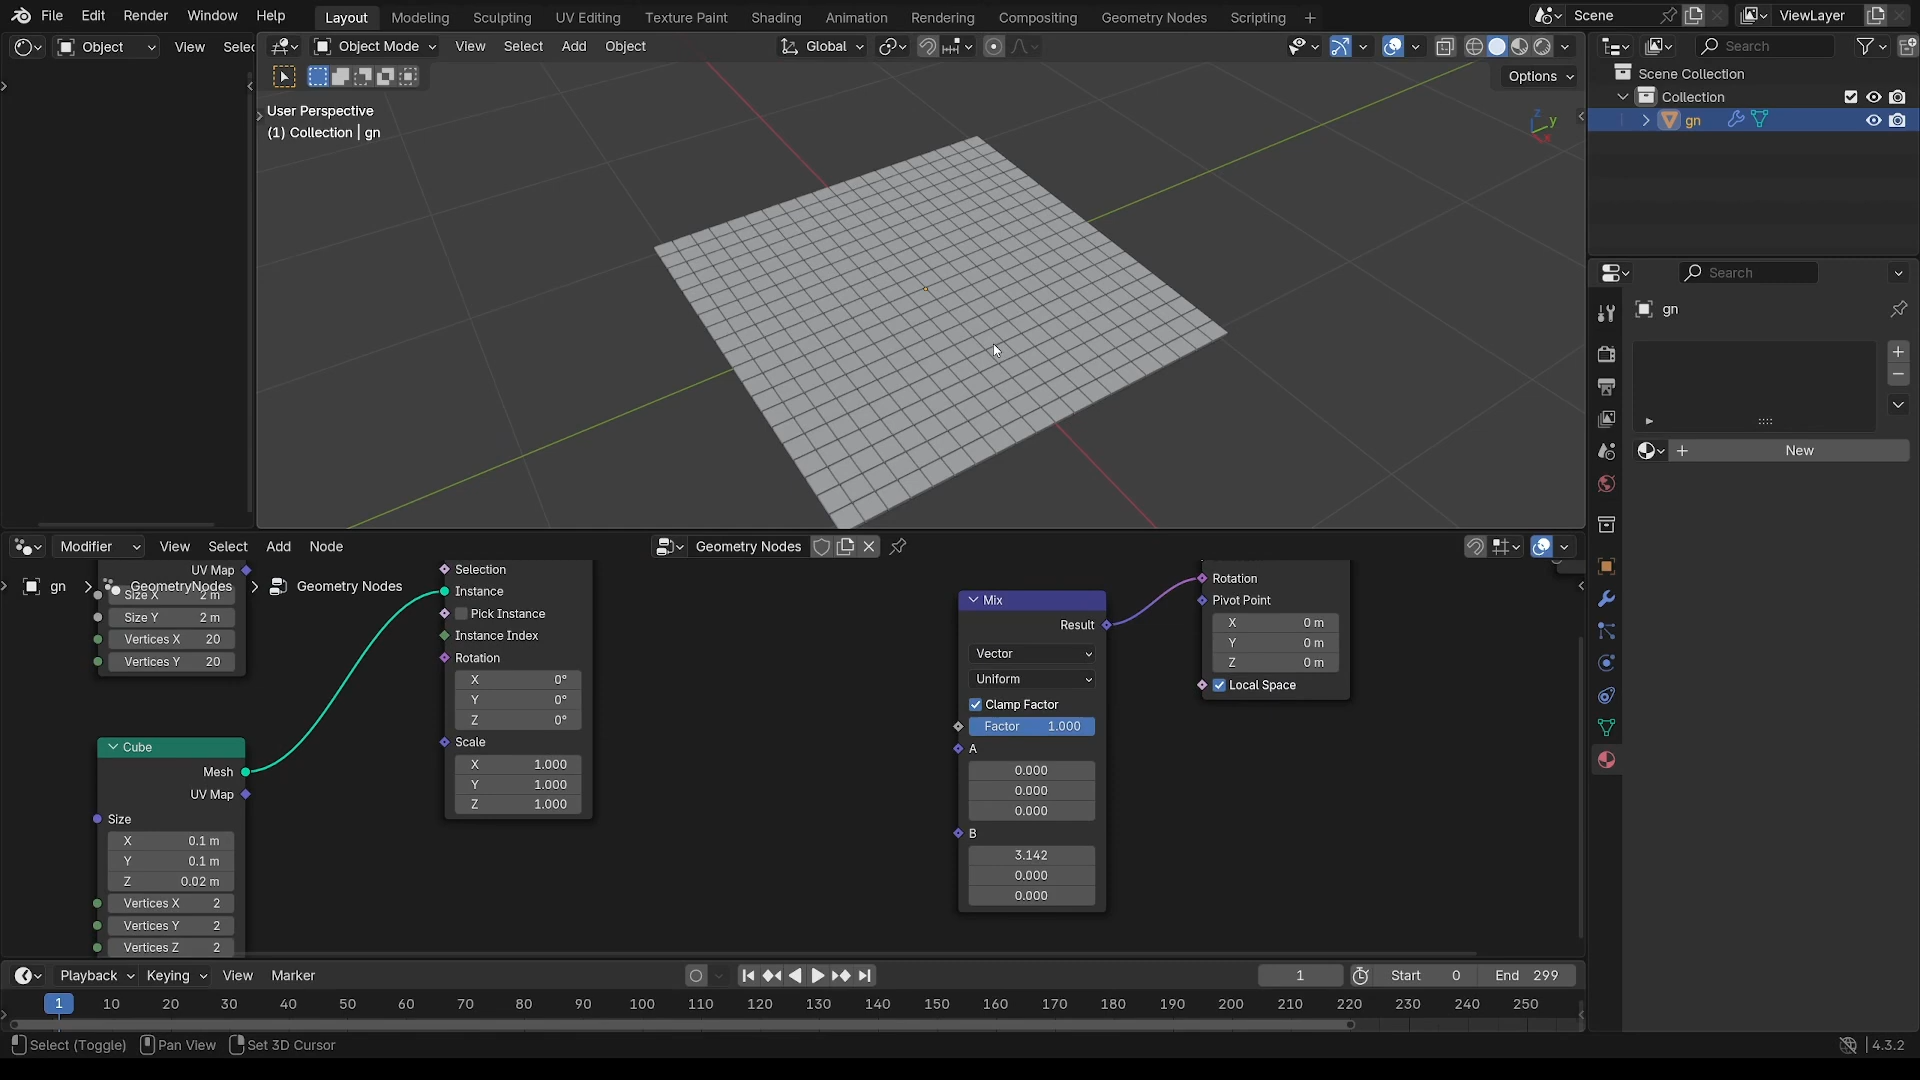 File Edit Render Window Help Layout Modeling Sculpting UV Editing Texture Paint Shading Animation Rendering Compositing Geometry Nodes Scripting + Scene ViewLayer
Object View Selec
Object Mode View Select Add Object Global
Options
User Perspective
(1) Collection | gn
Z
Y
X
Search
Scene Collection
Collection
gn
Search
gn
New
Modifier View Select Add Node Geometry Nodes
gn > GeometryNodes > Geometry Nodes
UV Map
Size X 2 m
Size Y 2 m
Vertices X 20
Vertices Y 20
Cube
Mesh
UV Map
Size
X 0.1 m
Y 0.1 m
Z 0.02 m
Vertices X 2
Vertices Y 2
Vertices Z 2
Selection
Instance
Pick Instance
Instance Index
Rotation
X 0°
Y 0°
Z 0°
Scale
X 1.000
Y 1.000
Z 1.000
Mix
Result
Vector
Uniform
Clamp Factor
Factor 1.000
A
0.000
0.000
0.000
B
3.142
0.000
0.000
Rotation
Pivot Point
X 0 m
Y 0 m
Z 0 m
Local Space
Playback Keying View Marker 1 Start 0 End 299
1 10 20 30 40 50 60 70 80 90 100 110 120 130 140 150 160 170 180 190 200 210 220 230 240 250
Select (Toggle) Pan View Set 3D Cursor 4.3.2